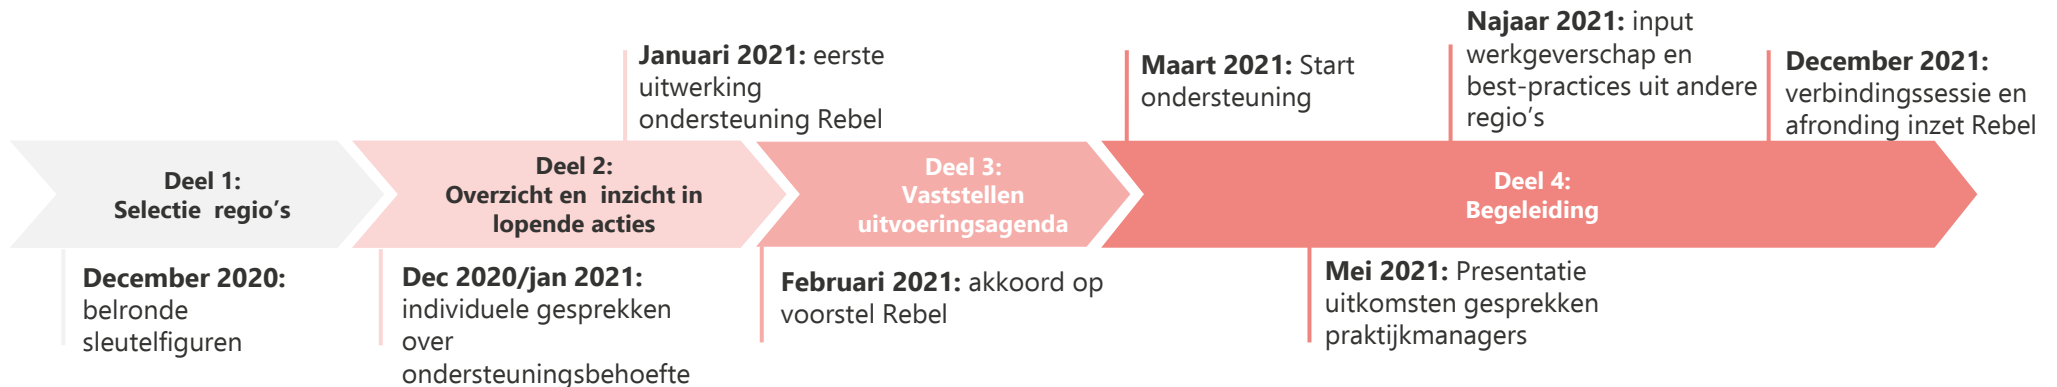 Januari 2021: eerste
uitwerking
ondersteuning Rebel
Maart 2021: Start
ondersteuning
Najaar 2021: input
werkgeverschap en
best-practices uit andere
regio’s
December 2021:
verbindingssessie en
afronding inzet Rebel
Deel 1:
Selectie regio’s
Deel 2:
Overzicht en inzicht in
lopende acties
Deel 3:
Vaststellen
uitvoeringsagenda
Deel 4:
Begeleiding
December 2020:
belronde
sleutelfiguren
Dec 2020/jan 2021:
individuele gesprekken
over
ondersteuningsbehoefte
Februari 2021: akkoord op
voorstel Rebel
Mei 2021: Presentatie
uitkomsten gesprekken
praktijkmanagers